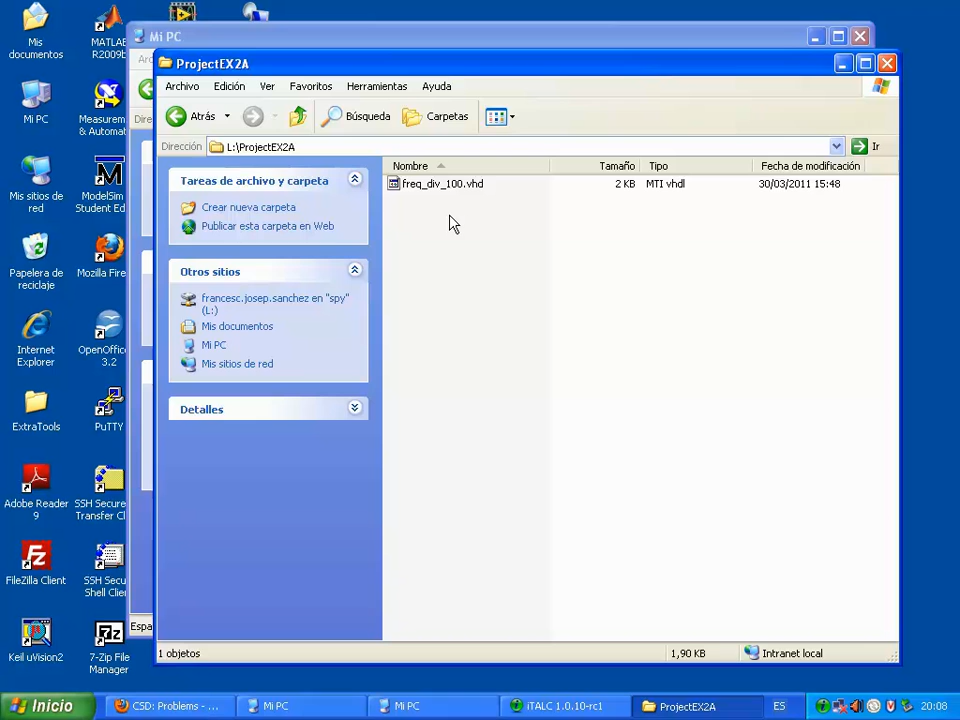 Mis
documentos
MATLAB
R2009b
Mi PC
Measurem
& Automat
Mis sitios de
red
ModelSim
Student Ed
Papelera de
reciclaje
Mozilla Fire
Internet
Explorer
OpenOffic
3.2
ExtraTools
PuTTY
Adobe Reader
9
SSH Secure
Transfer Cl
FileZilla Client
SSH Secu
Shell Clie
Keil uVision2
7-Zip File
Manager
Mi PC
Arc
Dire
Espa
ProjectEX2A
Archivo Edición Ver Favoritos Herramientas Ayuda
Atrás Búsqueda Carpetas
Dirección L:\ProjectEX2A Ir
Tareas de archivo y carpeta
Crear nueva carpeta
Publicar esta carpeta en Web
Otros sitios
francesc.josep.sanchez en "spy"
(L:)
Mis documentos
Mi PC
Mis sitios de red
Detalles
Nombre Tamaño Tipo Fecha de modificación
freq_div_100.vhd 2 KB MTI vhdl 30/03/2011 15:48
1 objetos 1,90 KB Intranet local
Inicio CSD: Problems - ... Mi PC Mi PC iTALC 1.0.10-rc1 ProjectEX2A ES 20:08